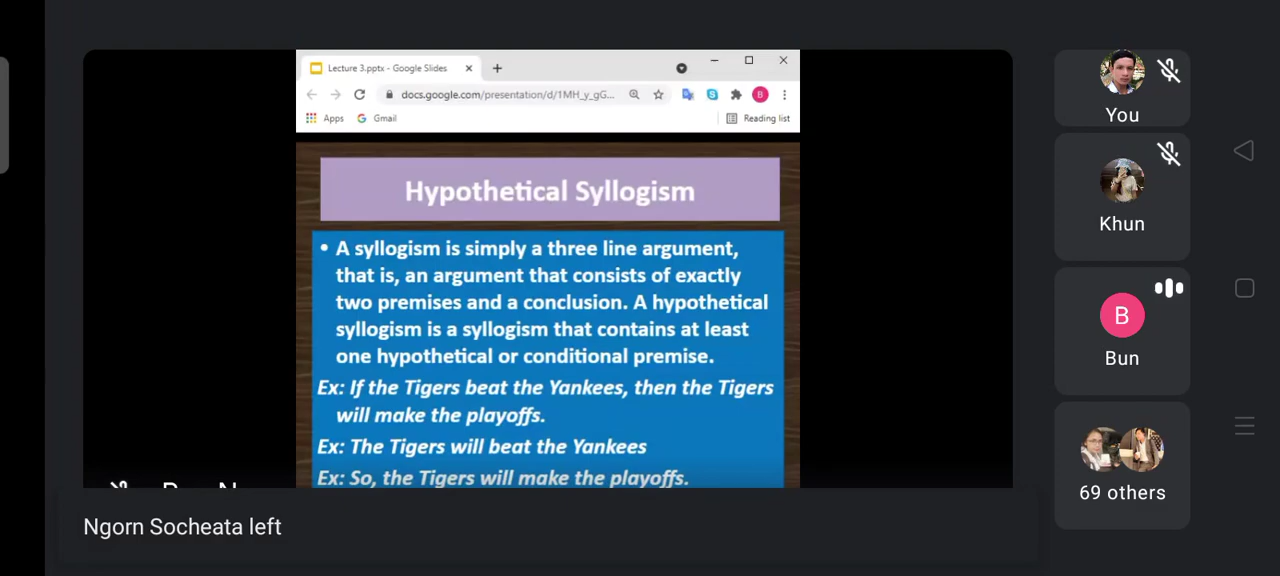 Lecture 3.pptx - Google Slides
docs.google.com/presentation/d/1MH_y_gG...
Apps Gmail Reading list
Hypothetical Syllogism
• A syllogism is simply a three line argument,
that is, an argument that consists of exactly
two premises and a conclusion. A hypothetical
syllogism is a syllogism that contains at least
one hypothetical or conditional premise.
Ex: If the Tigers beat the Yankees, then the Tigers
will make the playoffs.
Ex: The Tigers will beat the Yankees
Ex: So, the Tigers will make the playoffs.
Ngorn Socheata left
You
Khun
B
Bun
69 others
B